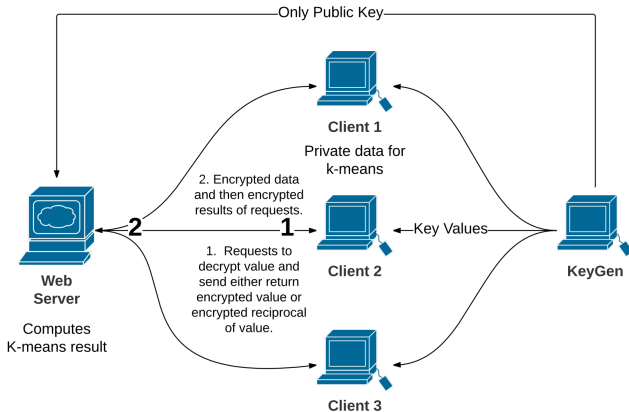 Only Public Key
Client 1
Private data for
k-means
2. Encrypted data
and then encrypted
results of requests.
2
1
Key Values
1. Requests to
decrypt value and
send either return
encrypted value or
encrypted reciprocal
of value.
Client 2
KeyGen
Web
Server
Computes
K-means result
Client 3